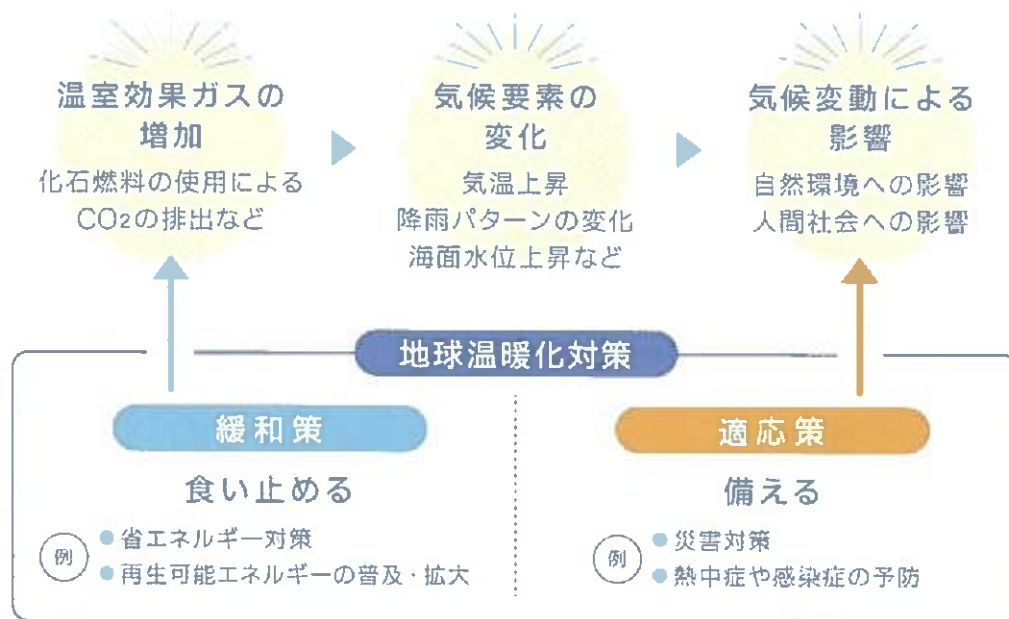 温室効果ガスの
増加
化石燃料の使用による
CO2の排出など
気候要素の
変化
気温上昇
降雨パターンの変化
海面水位上昇など
気候変動による
影響
自然環境への影響
人間社会への影響
地球温暖化対策
緩和策
食い止める
例
省エネルギー対策
再生可能エネルギーの普及・拡大
適応策
備える
例
災害対策
熱中症や感染症の予防